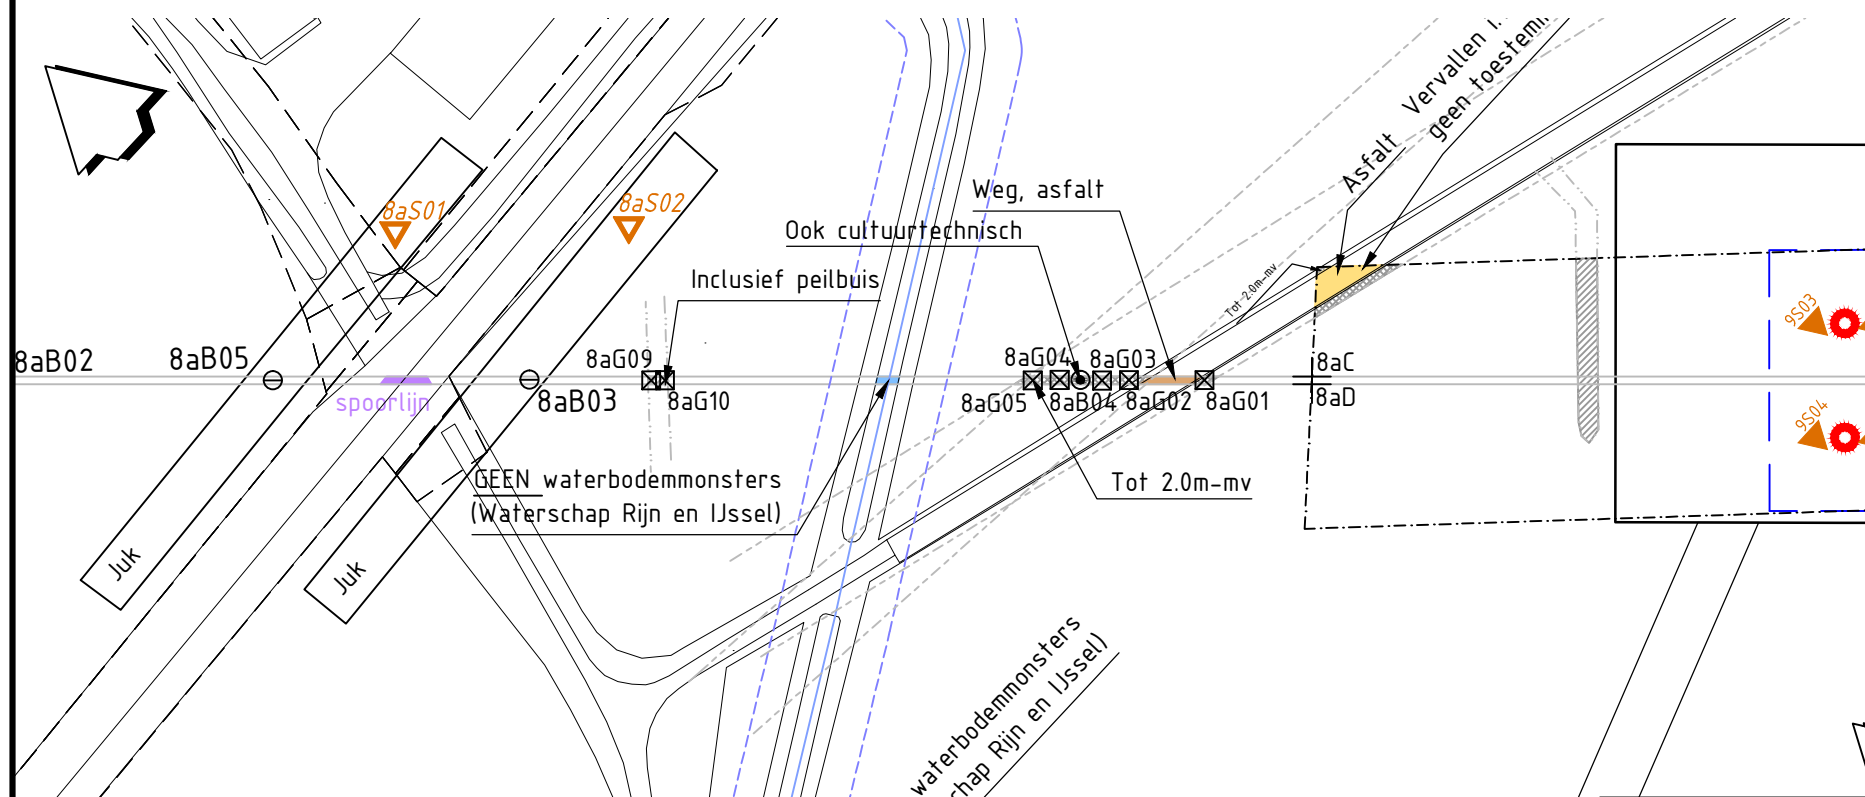 Vervallen
geen
Asfalt
8aS01
8aS02
Weg, asfalt
Ook cultuurtechnisch
Inclusief peilbuis
Tot 2.0m-mv
9S03
8aB02
8aB05
8aG09
8aG04
8aG03
8aC
spoorlijn
8aB03
8aG10
8aG05
8aB04
8aG02
8aG01
8aD
9S04
GEEN waterbodemmonsters
(Waterschap Rijn en IJssel)
Tot 2.0m-mv
Juk
Juk
waterbodemmonsters
Rijn en IJssel)